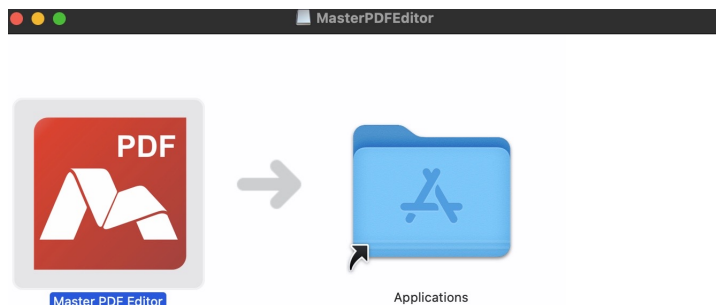 MasterPDFEditor
PDF
Master PDF Editor
Applications